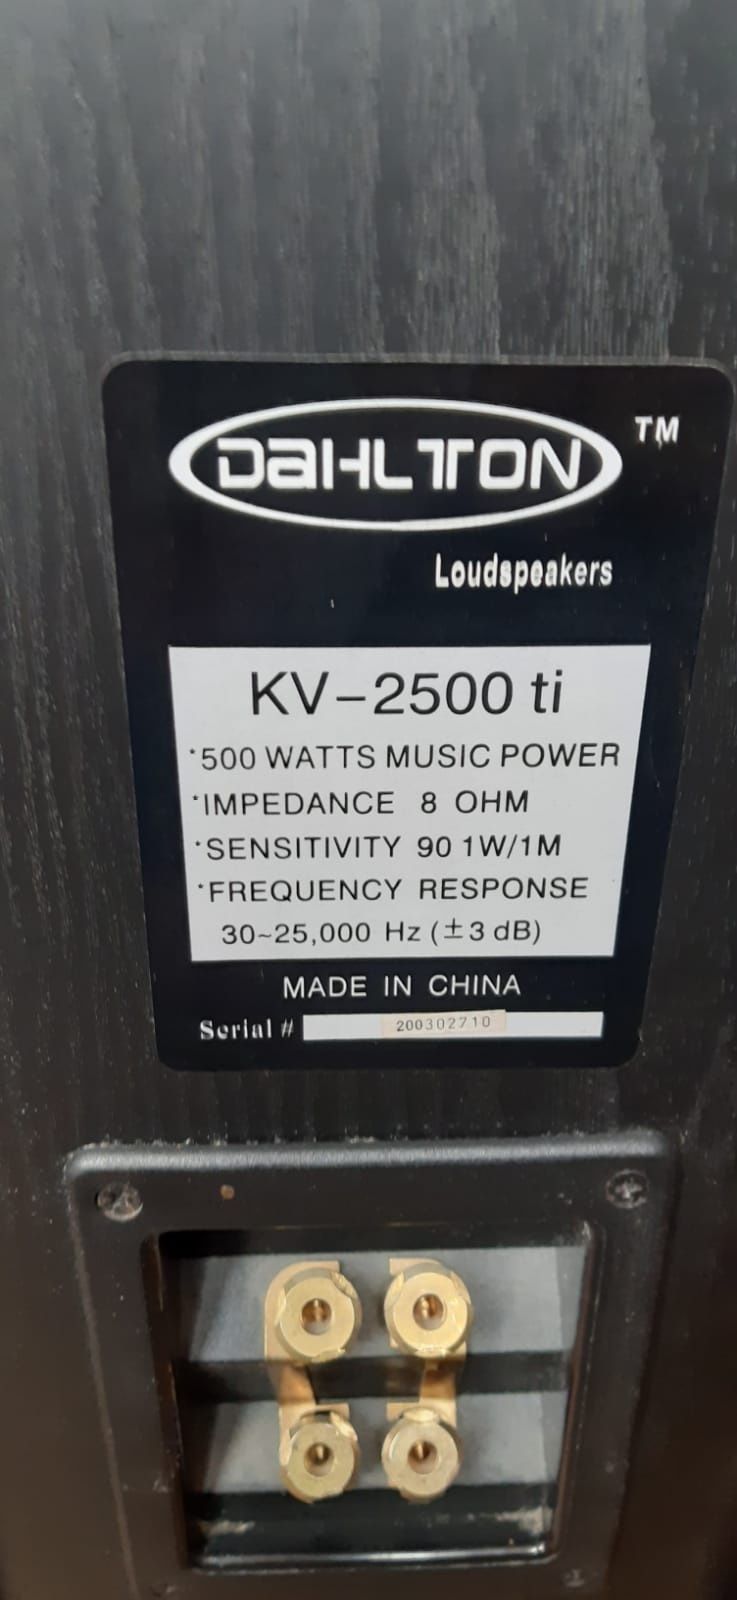 DaHLTON TM
Loudspeakers
KV-2500 ti
·500 WATTS MUSIC POWER
·IMPEDANCE 8 OHM
·SENSITIVITY 90 1W/1M
·FREQUENCY RESPONSE
30~25,000 Hz (±3 dB)
MADE IN CHINA
Serial # 200302710